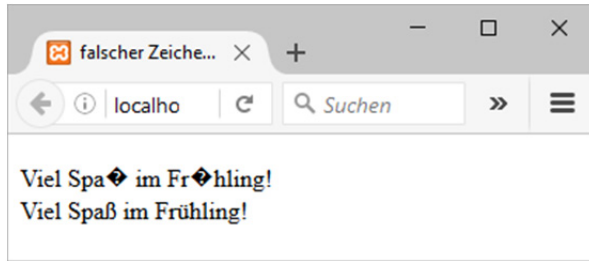 falscher Zeiche...
localho
Suchen
Viel Spa� im Fr�hling!
Viel Spaß im Frühling!